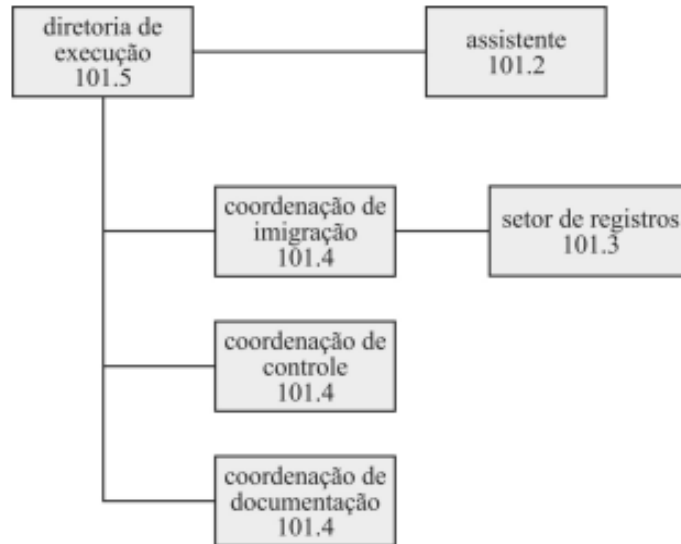 diretoria de
execução
101.5
assistente
101.2
coordenação de
imigração
101.4
setor de registros
101.3
coordenação de
controle
101.4
coordenação de
documentação
101.4